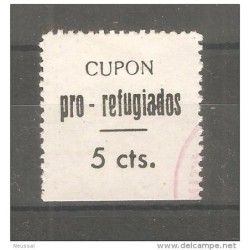 CUPON
pro - refugiados
5 cts.